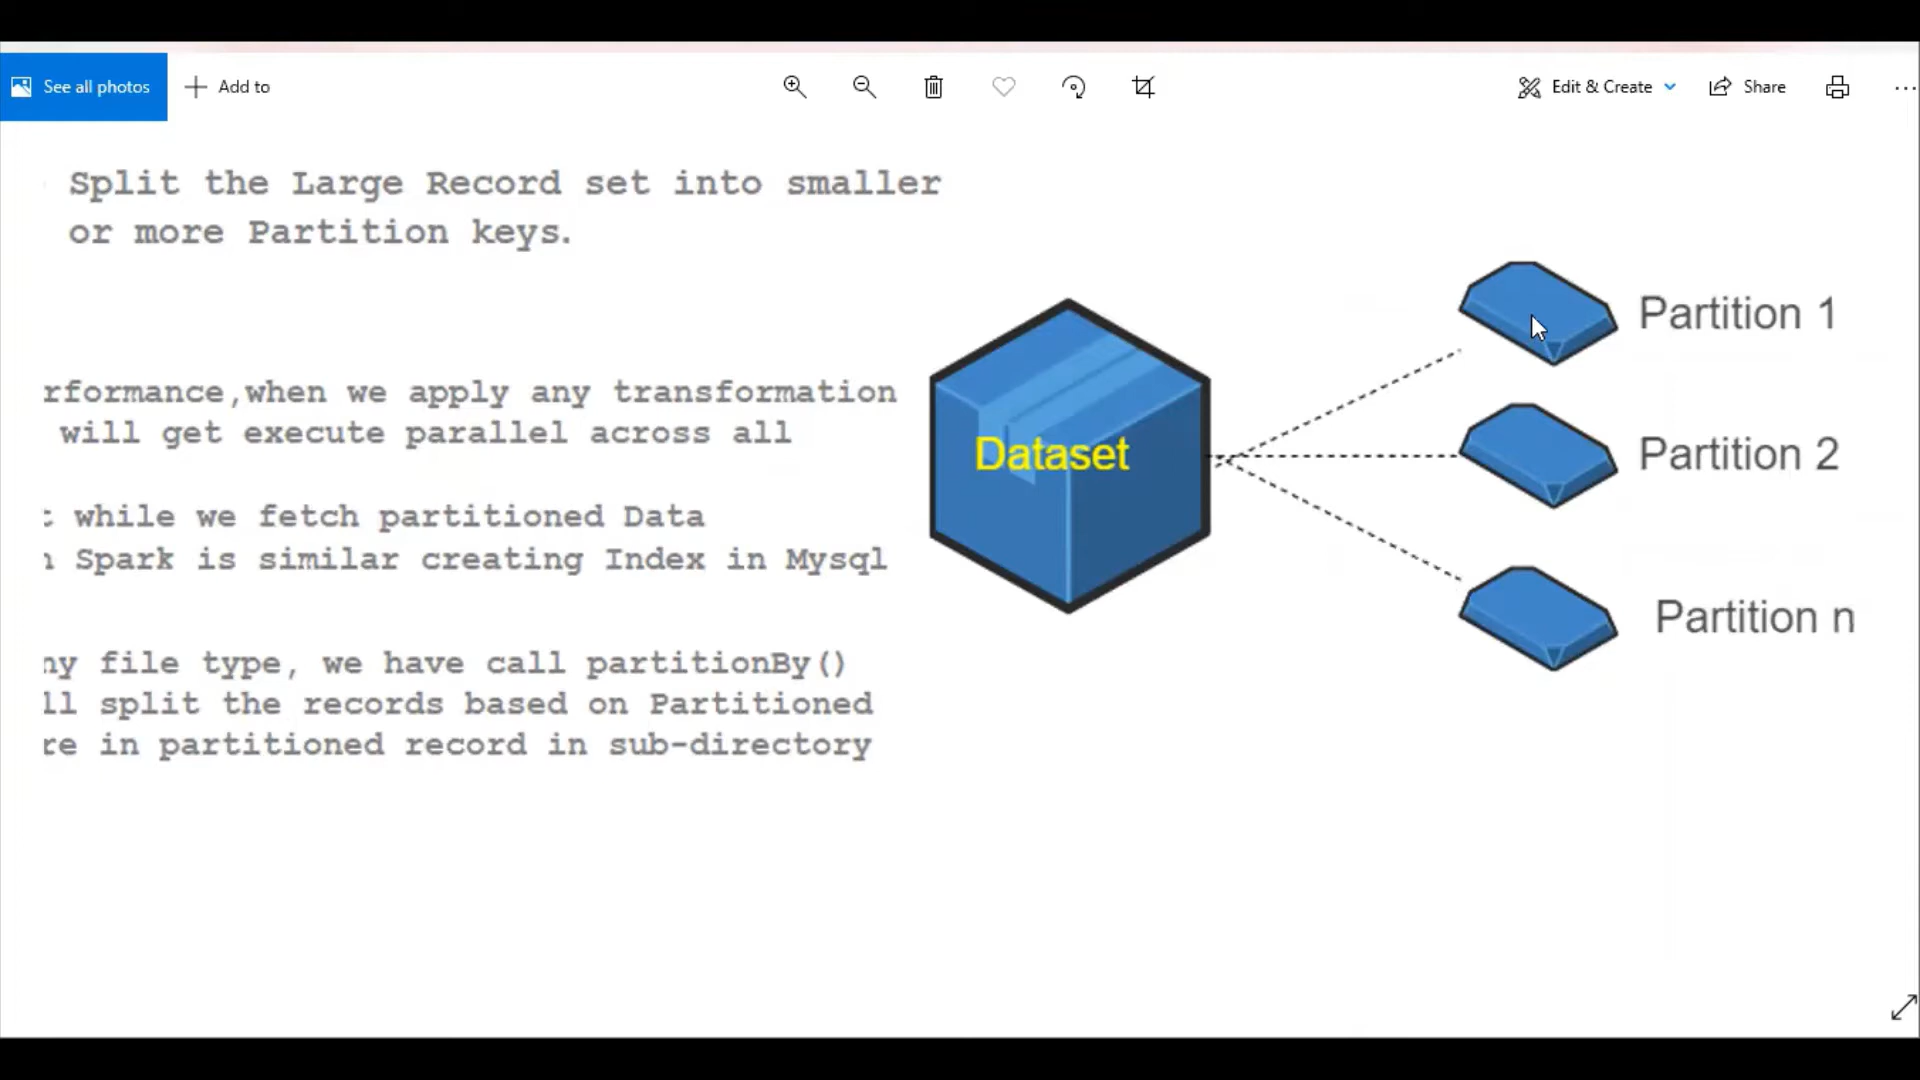 See all photos
Add to
Edit & Create
Share
Split the Large Record set into smaller
or more Partition keys.
rformance,when we apply any transformation
will get execute parallel across all
while we fetch partitioned Data
Spark is similar creating Index in Mysql
ny file type, we have call partitionBy()
ll split the records based on Partitioned
re in partitioned record in sub-directory
Dataset
Partition 1
Partition 2
Partition n